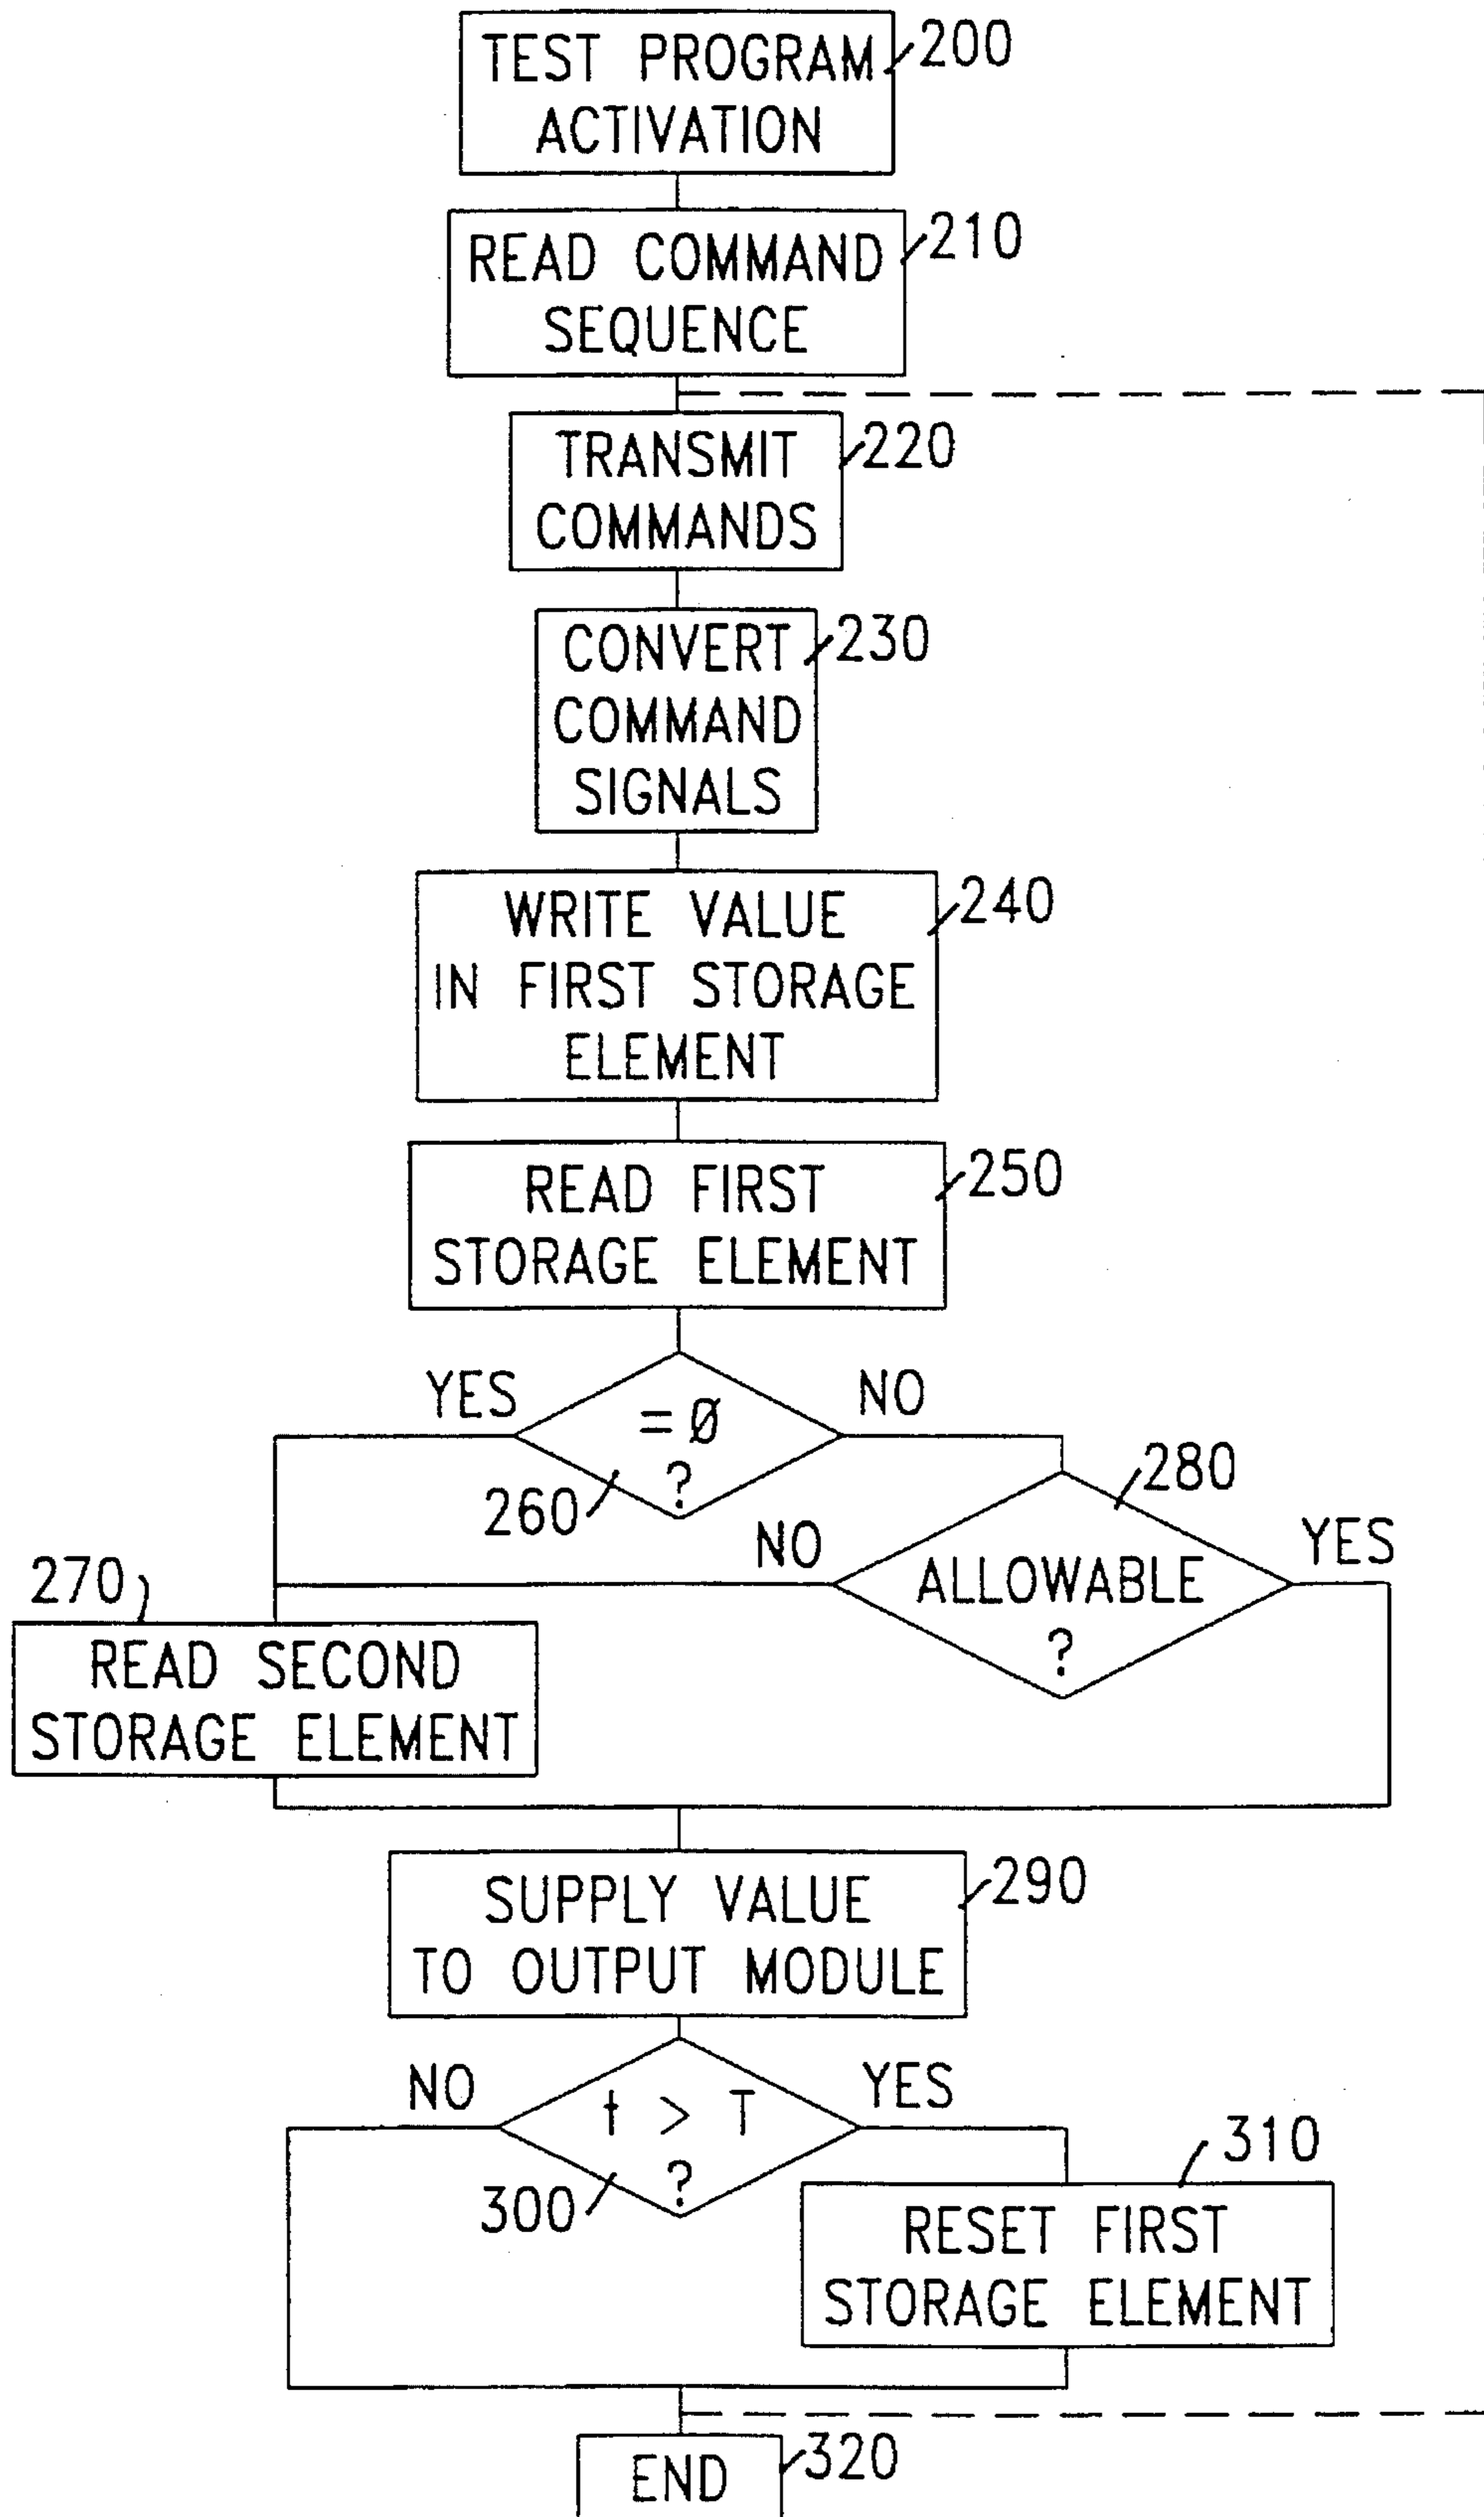 TEST PROGRAM
ACTIVATION
200
READ COMMAND
SEQUENCE
210
TRANSMIT
COMMANDS
220
CONVERT
COMMAND
SIGNALS
230
WRITE VALUE
IN FIRST STORAGE
ELEMENT
240
READ FIRST
STORAGE ELEMENT
250
YES
=Ø
?
NO
260
280
NO
ALLOWABLE
?
YES
270
READ SECOND
STORAGE ELEMENT
SUPPLY VALUE
TO OUTPUT MODULE
290
NO
t > T
?
YES
300
310
RESET FIRST
STORAGE ELEMENT
END
320